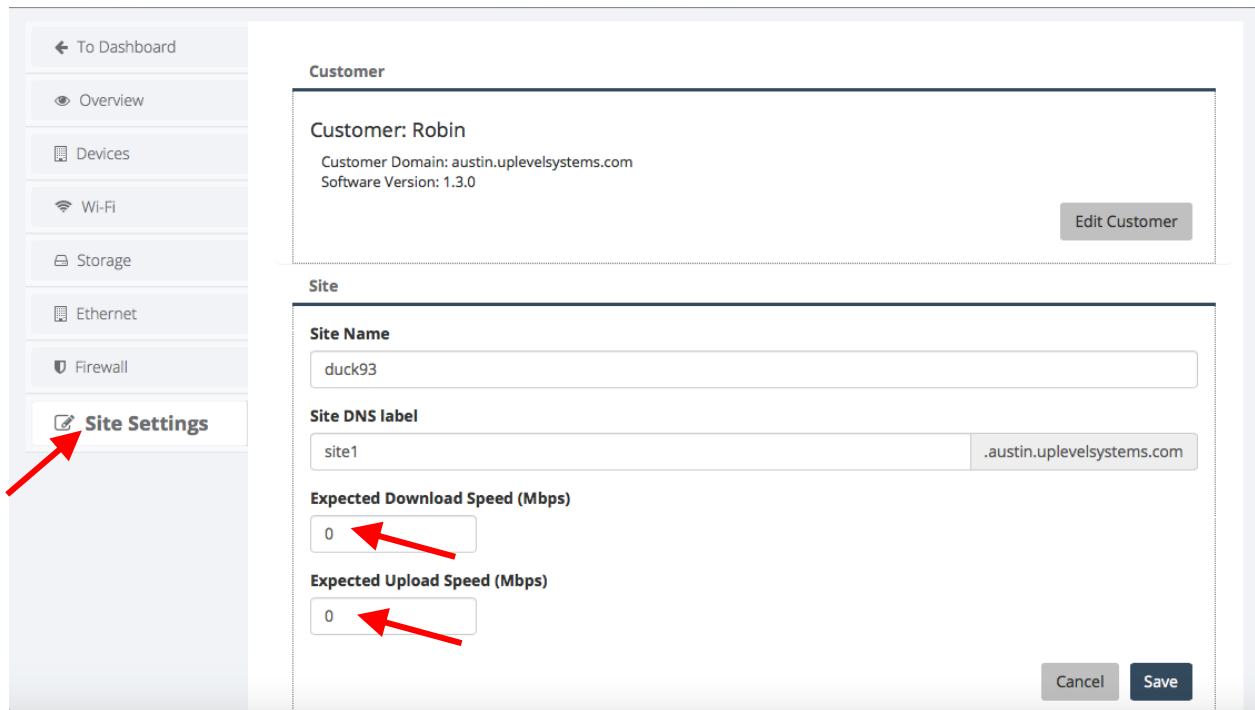 To Dashboard
Overview
Devices
Wi-Fi
Storage
Ethernet
Firewall
Site Settings
Customer
Customer: Robin
Customer Domain: austin.uplevelsystems.com
Software Version: 1.3.0
Edit Customer
Site
Site Name
duck93
Site DNS label
site1 .austin.uplevelsystems.com
Expected Download Speed (Mbps)
0
Expected Upload Speed (Mbps)
0
Cancel Save